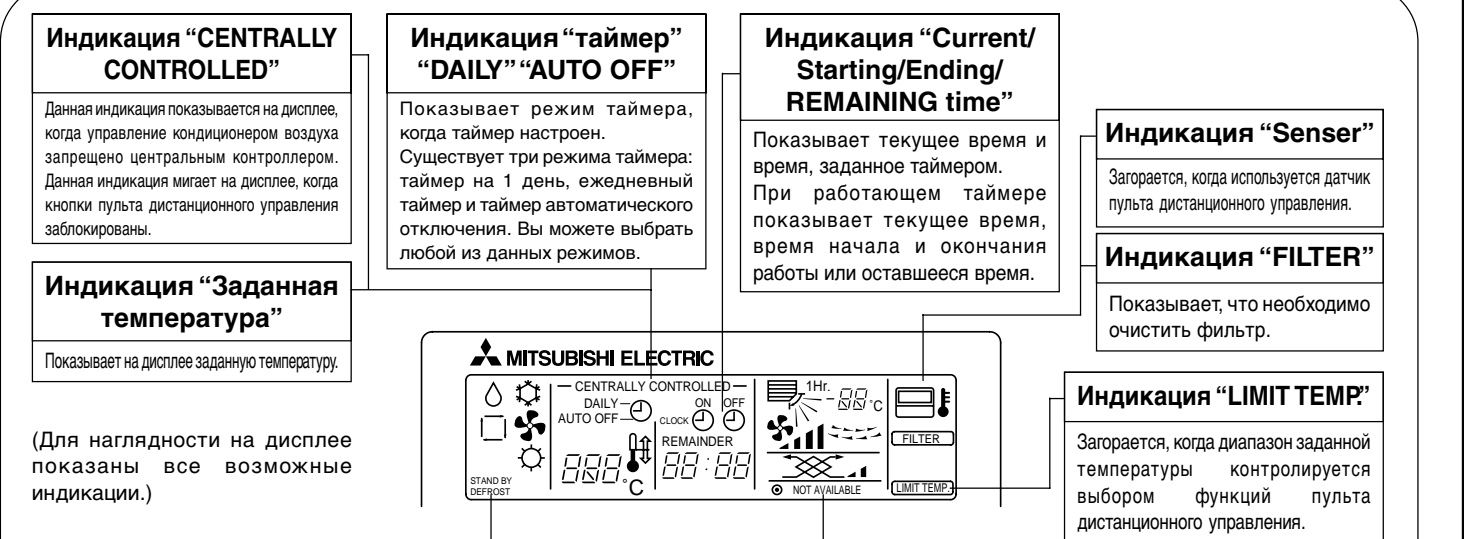 Индикация “CENTRALLY
CONTROLLED”
Данная индикация показывается на дисплее,
когда управление кондиционером воздуха
запрещено центральным контроллером.
Данная индикация мигает на дисплее, когда
кнопки пульта дистанционного управления
заблокированы.
Индикация “Заданная
температура”
Показывает на дисплее заданную температуру.
(Для наглядности на дисплее
показаны все возможные
индикации.)
Индикация “таймер”
“DAILY” “AUTO OFF”
Показывает режим таймера,
когда таймер настроен.
Существует три режима таймера:
таймер на 1 день, ежедневный
таймер и таймер автоматического
отключения. Вы можете выбрать
любой из данных режимов.
Индикация “Current/
Starting/Ending/
REMAINING time”
Показывает текущее время и
время, заданное таймером.
При работающем таймере
показывает текущее время,
время начала и окончания
работы или оставшееся время.
Индикация “Senser”
Загорается, когда используется датчик
пульта дистанционного управления.
Индикация “FILTER”
Показывает, что необходимо
очистить фильтр.
Индикация “LIMIT TEMP.”
Загорается, когда диапазон заданной
температуры контролируется
выбором функций пульта
дистанционного управления.
MITSUBISHI ELECTRIC
CENTRALLY CONTROLLED
DAILY
AUTO OFF
CLOCK
ON OFF
REMAINDER
88:88
888°C
STAND BY
DEFROST
1Hr.
-88°C
NOT AVAILABLE
FILTER
LIMIT TEMP.